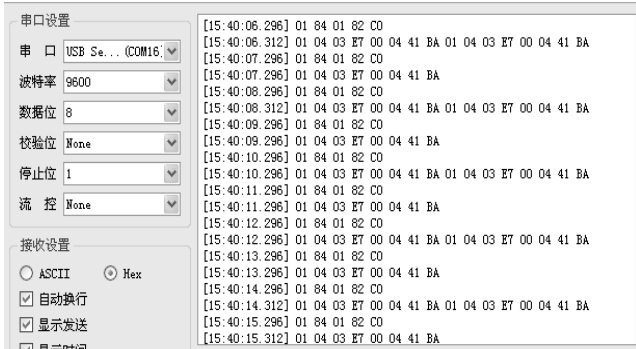 串口设置
串 口 USB Se... (COM16)
波特率 9600
数据位 8
校验位 None
停止位 1
流 控 None
接收设置
ASCII Hex
自动换行
显示发送
[15:40:06.296] 01 84 01 82 C0
[15:40:06.312] 01 04 03 E7 00 04 41 BA 01 04 03 E7 00 04 41 BA
[15:40:07.296] 01 84 01 82 C0
[15:40:07.296] 01 04 03 E7 00 04 41 BA
[15:40:08.296] 01 84 01 82 C0
[15:40:08.312] 01 04 03 E7 00 04 41 BA 01 04 03 E7 00 04 41 BA
[15:40:09.296] 01 84 01 82 C0
[15:40:09.296] 01 04 03 E7 00 04 41 BA
[15:40:10.296] 01 84 01 82 C0
[15:40:10.296] 01 04 03 E7 00 04 41 BA 01 04 03 E7 00 04 41 BA
[15:40:11.296] 01 84 01 82 C0
[15:40:11.296] 01 04 03 E7 00 04 41 BA
[15:40:12.296] 01 84 01 82 C0
[15:40:12.296] 01 04 03 E7 00 04 41 BA 01 04 03 E7 00 04 41 BA
[15:40:13.296] 01 84 01 82 C0
[15:40:13.296] 01 04 03 E7 00 04 41 BA
[15:40:14.296] 01 84 01 82 C0
[15:40:14.312] 01 04 03 E7 00 04 41 BA 01 04 03 E7 00 04 41 BA
[15:40:15.296] 01 84 01 82 C0
[15:40:15.312] 01 04 03 E7 00 04 41 BA